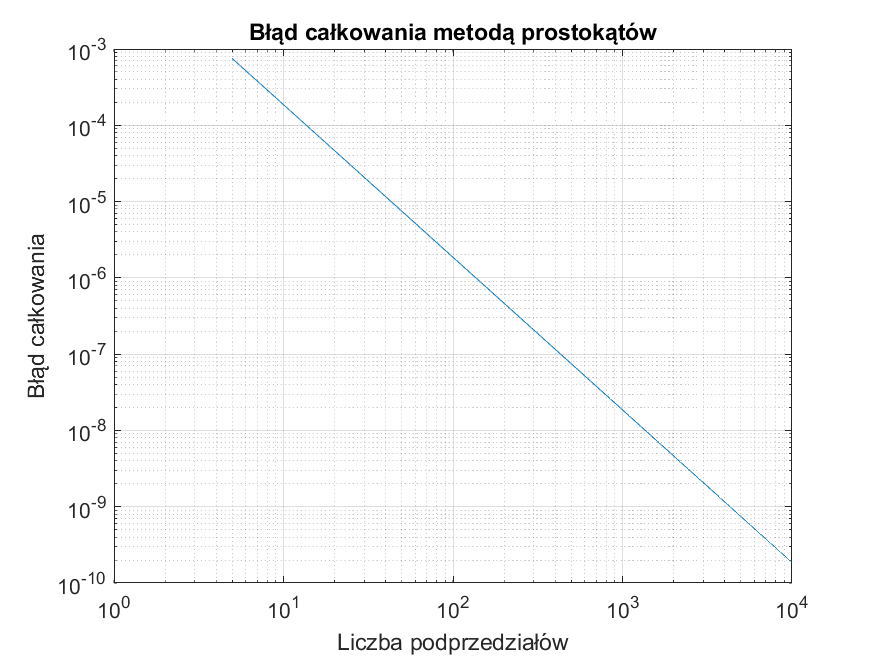 Błąd całkowania metodą prostokątów
10^-3
10^-4
10^-5
10^-6
10^-7
10^-8
10^-9
10^-10
Błąd całkowania
10^0 10^1 10^2 10^3 10^4
Liczba podprzedziałów